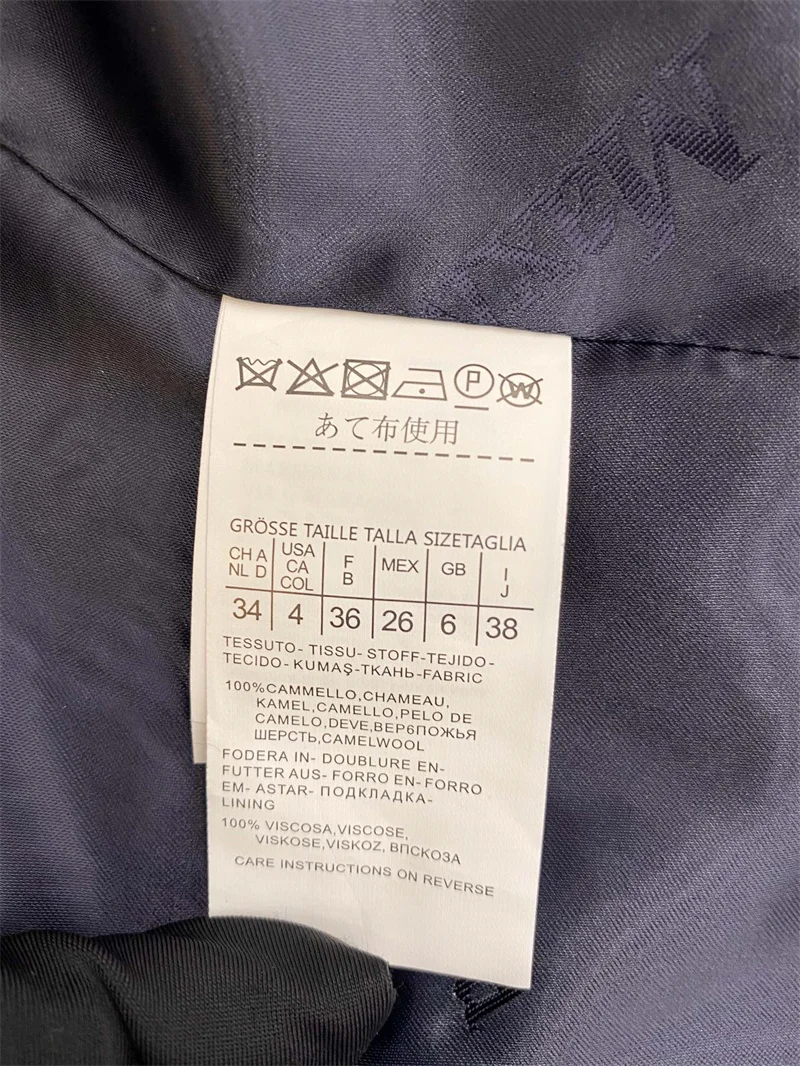 P W
あて布使用
GRÖSSE TAILLE TALLA SIZETAGLIA
CH A NL D USA CA COL F B MEX GB I J
34 4 36 26 6 38
TESSUTO- TISSU- STOFF-TEJIDO-
TECIDO- KUMAŞ-TKAHЬ-FABRIC
100%CAMMELLO,CHAMEAU,
KAMEL,CAMELLO,PELO DE
CAMELO,DEVE,ВЕР6ПОЖЬЯ
ШЕРСТЬ,CAMELWOOL
FODERA IN- DOUBLURE EN-
FUTTER AUS- FORRO EN- FORRO
EM- ASTAR- ПОДКЛАДКА-
LINING
100% VISCOSA,VISCOSE,
VISKOSE,VISKOZ, ВПСКОЗА
CARE INSTRUCTIONS ON REVERSE